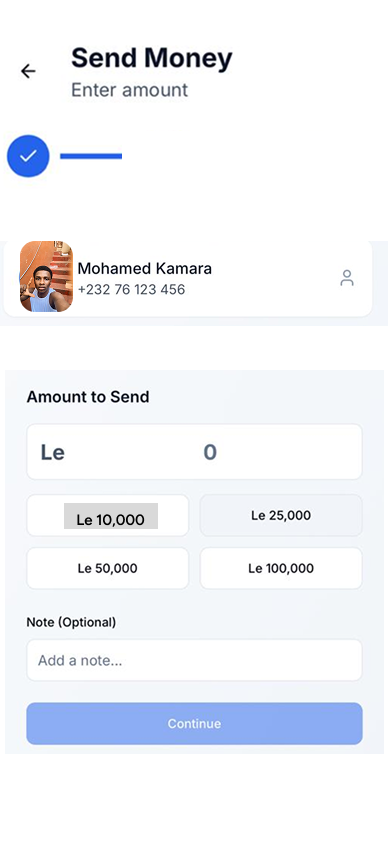 Send Money
Enter amount
Mohamed Kamara
+232 76 123 456
Amount to Send
Le 0
Le 10,000
Le 25,000
Le 50,000
Le 100,000
Note (Optional)
Add a note...
Continue